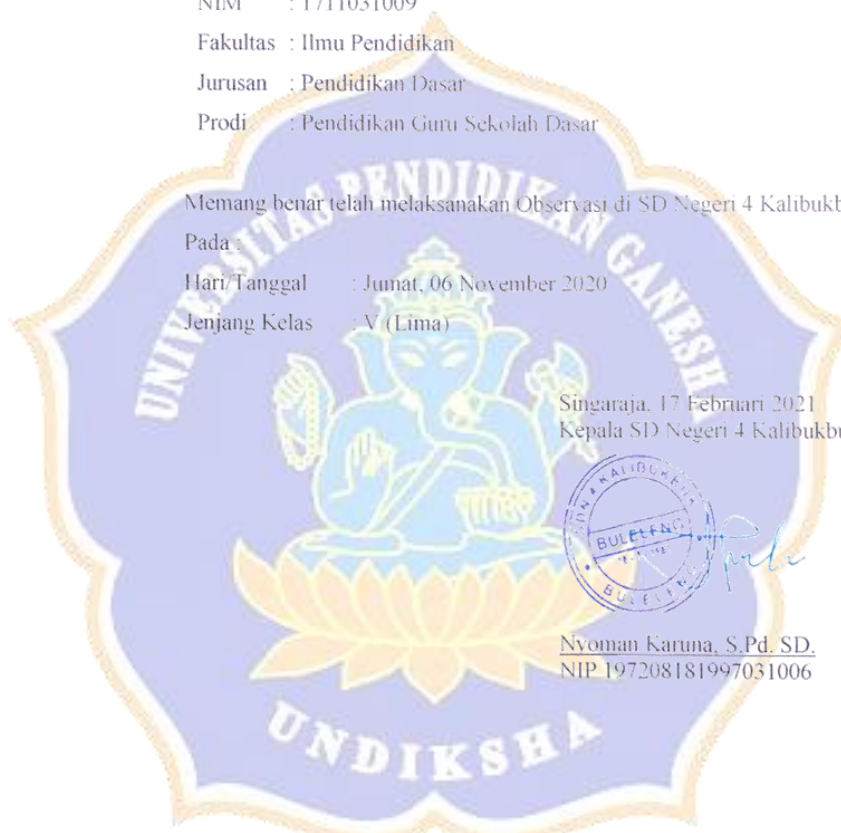 NIM : 1711031009
Fakultas : Ilmu Pendidikan
Jurusan : Pendidikan Dasar
Prodi : Pendidikan Guru Sekolah Dasar
UNIVERSITAS PENDIDIKAN GANESHA
Memang benar telah melaksanakan Observasi di SD Negeri 4 Kalibukb
Pada :
Hari/Tanggal : Jumat, 06 November 2020
Jenjang Kelas : V (Lima)
Singaraja, 17 Februari 2021
Kepala SD Negeri 4 Kalibukbu
BULELENG
BULELENG
Nyoman Karuna, S.Pd. SD.
NIP 197208181997031006
UNDIKSHA